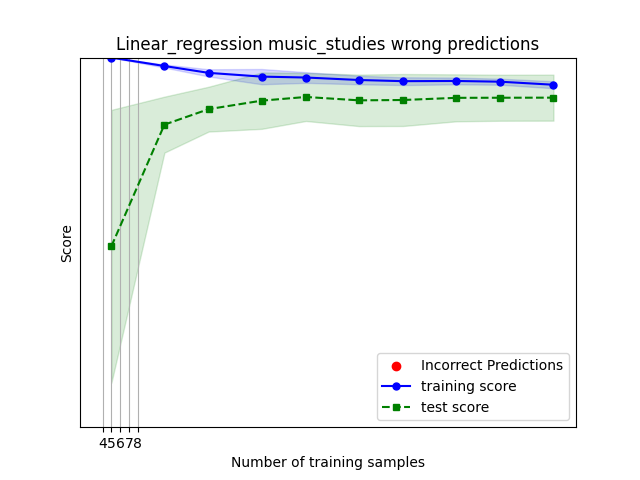 Linear_regression music_studies wrong predictions
Score
Incorrect Predictions
training score
test score
45678
Number of training samples